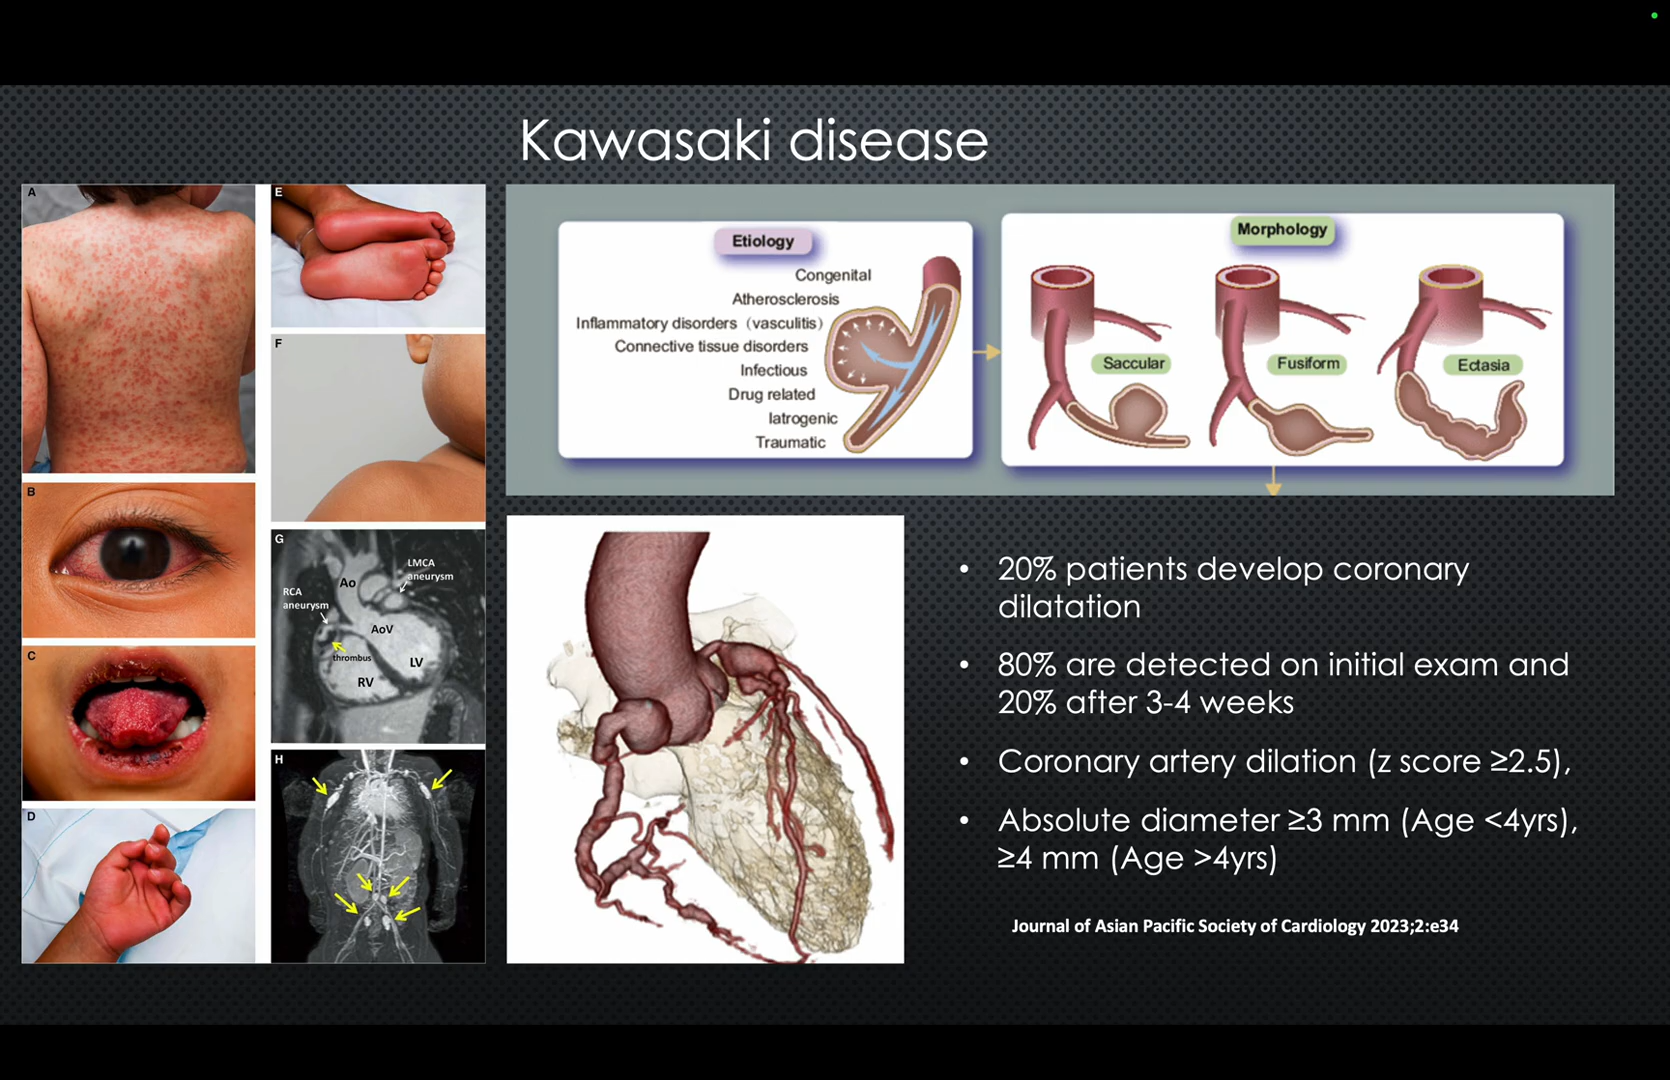 Kawasaki disease
A
B
C
D
E
F
G
RCA
aneurysm
Ao
LMCA
aneurysm
AoV
thrombus
LV
RV
H
Etiology
Congenital
Atherosclerosis
Inflammatory disorders（vasculitis）
Connective tissue disorders
Infectious
Drug related
Iatrogenic
Traumatic
Morphology
Saccular
Fusiform
Ectasia
• 20% patients develop coronary
dilatation
• 80% are detected on initial exam and
20% after 3-4 weeks
• Coronary artery dilation (z score ≥2.5),
• Absolute diameter ≥3 mm (Age <4yrs),
≥4 mm (Age >4yrs)
Journal of Asian Pacific Society of Cardiology 2023;2:e34